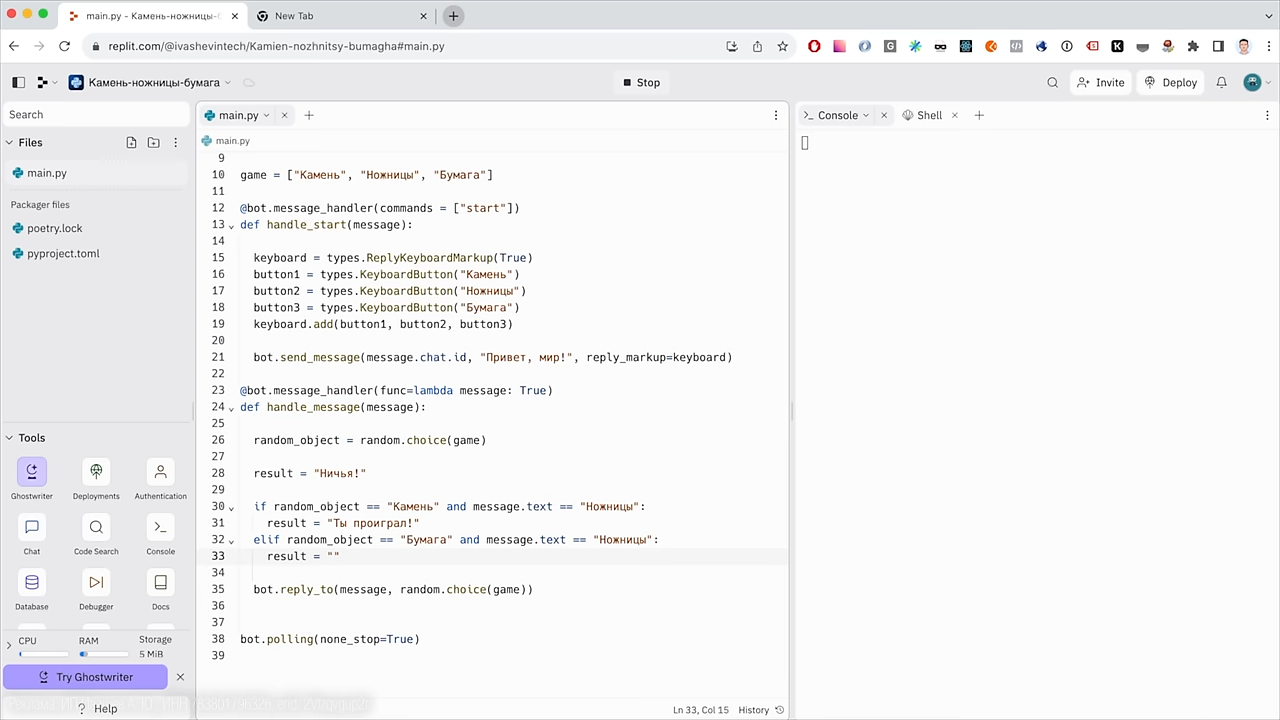 main.py - Камень-ножницы-б
New Tab
replit.com/@ivashevintech/Kamien-nozhnitsy-bumagha#main.py
Камень-ножницы-бумага
Stop
Invite
Deploy
Search
main.py
Console
Shell
Files
main.py
main.py
Packager files
poetry.lock
pyproject.toml
9
10 game = ["Камень", "Ножницы", "Бумага"]
11
12 @bot.message_handler(commands = ["start"])
13 def handle_start(message):
14
15 keyboard = types.ReplyKeyboardMarkup(True)
16 button1 = types.KeyboardButton("Камень")
17 button2 = types.KeyboardButton("Ножницы")
18 button3 = types.KeyboardButton("Бумага")
19 keyboard.add(button1, button2, button3)
20
21 bot.send_message(message.chat.id, "Привет, мир!", reply_markup=keyboard)
22
23 @bot.message_handler(func=lambda message: True)
24 def handle_message(message):
25
26 random_object = random.choice(game)
27
28 result = "Ничья!"
29
30 if random_object == "Камень" and message.text == "Ножницы":
31 result = "Ты проиграл!"
32 elif random_object == "Бумага" and message.text == "Ножницы":
33 result = ""
34
35 bot.reply_to(message, random.choice(game))
36
37
38 bot.polling(none_stop=True)
39
Tools
Ghostwriter
Deployments
Authentication
Chat
Code Search
Console
Database
Debugger
Docs
CPU
RAM
Storage
5 MiB
Try Ghostwriter
Help
Ln 33, Col 15
History